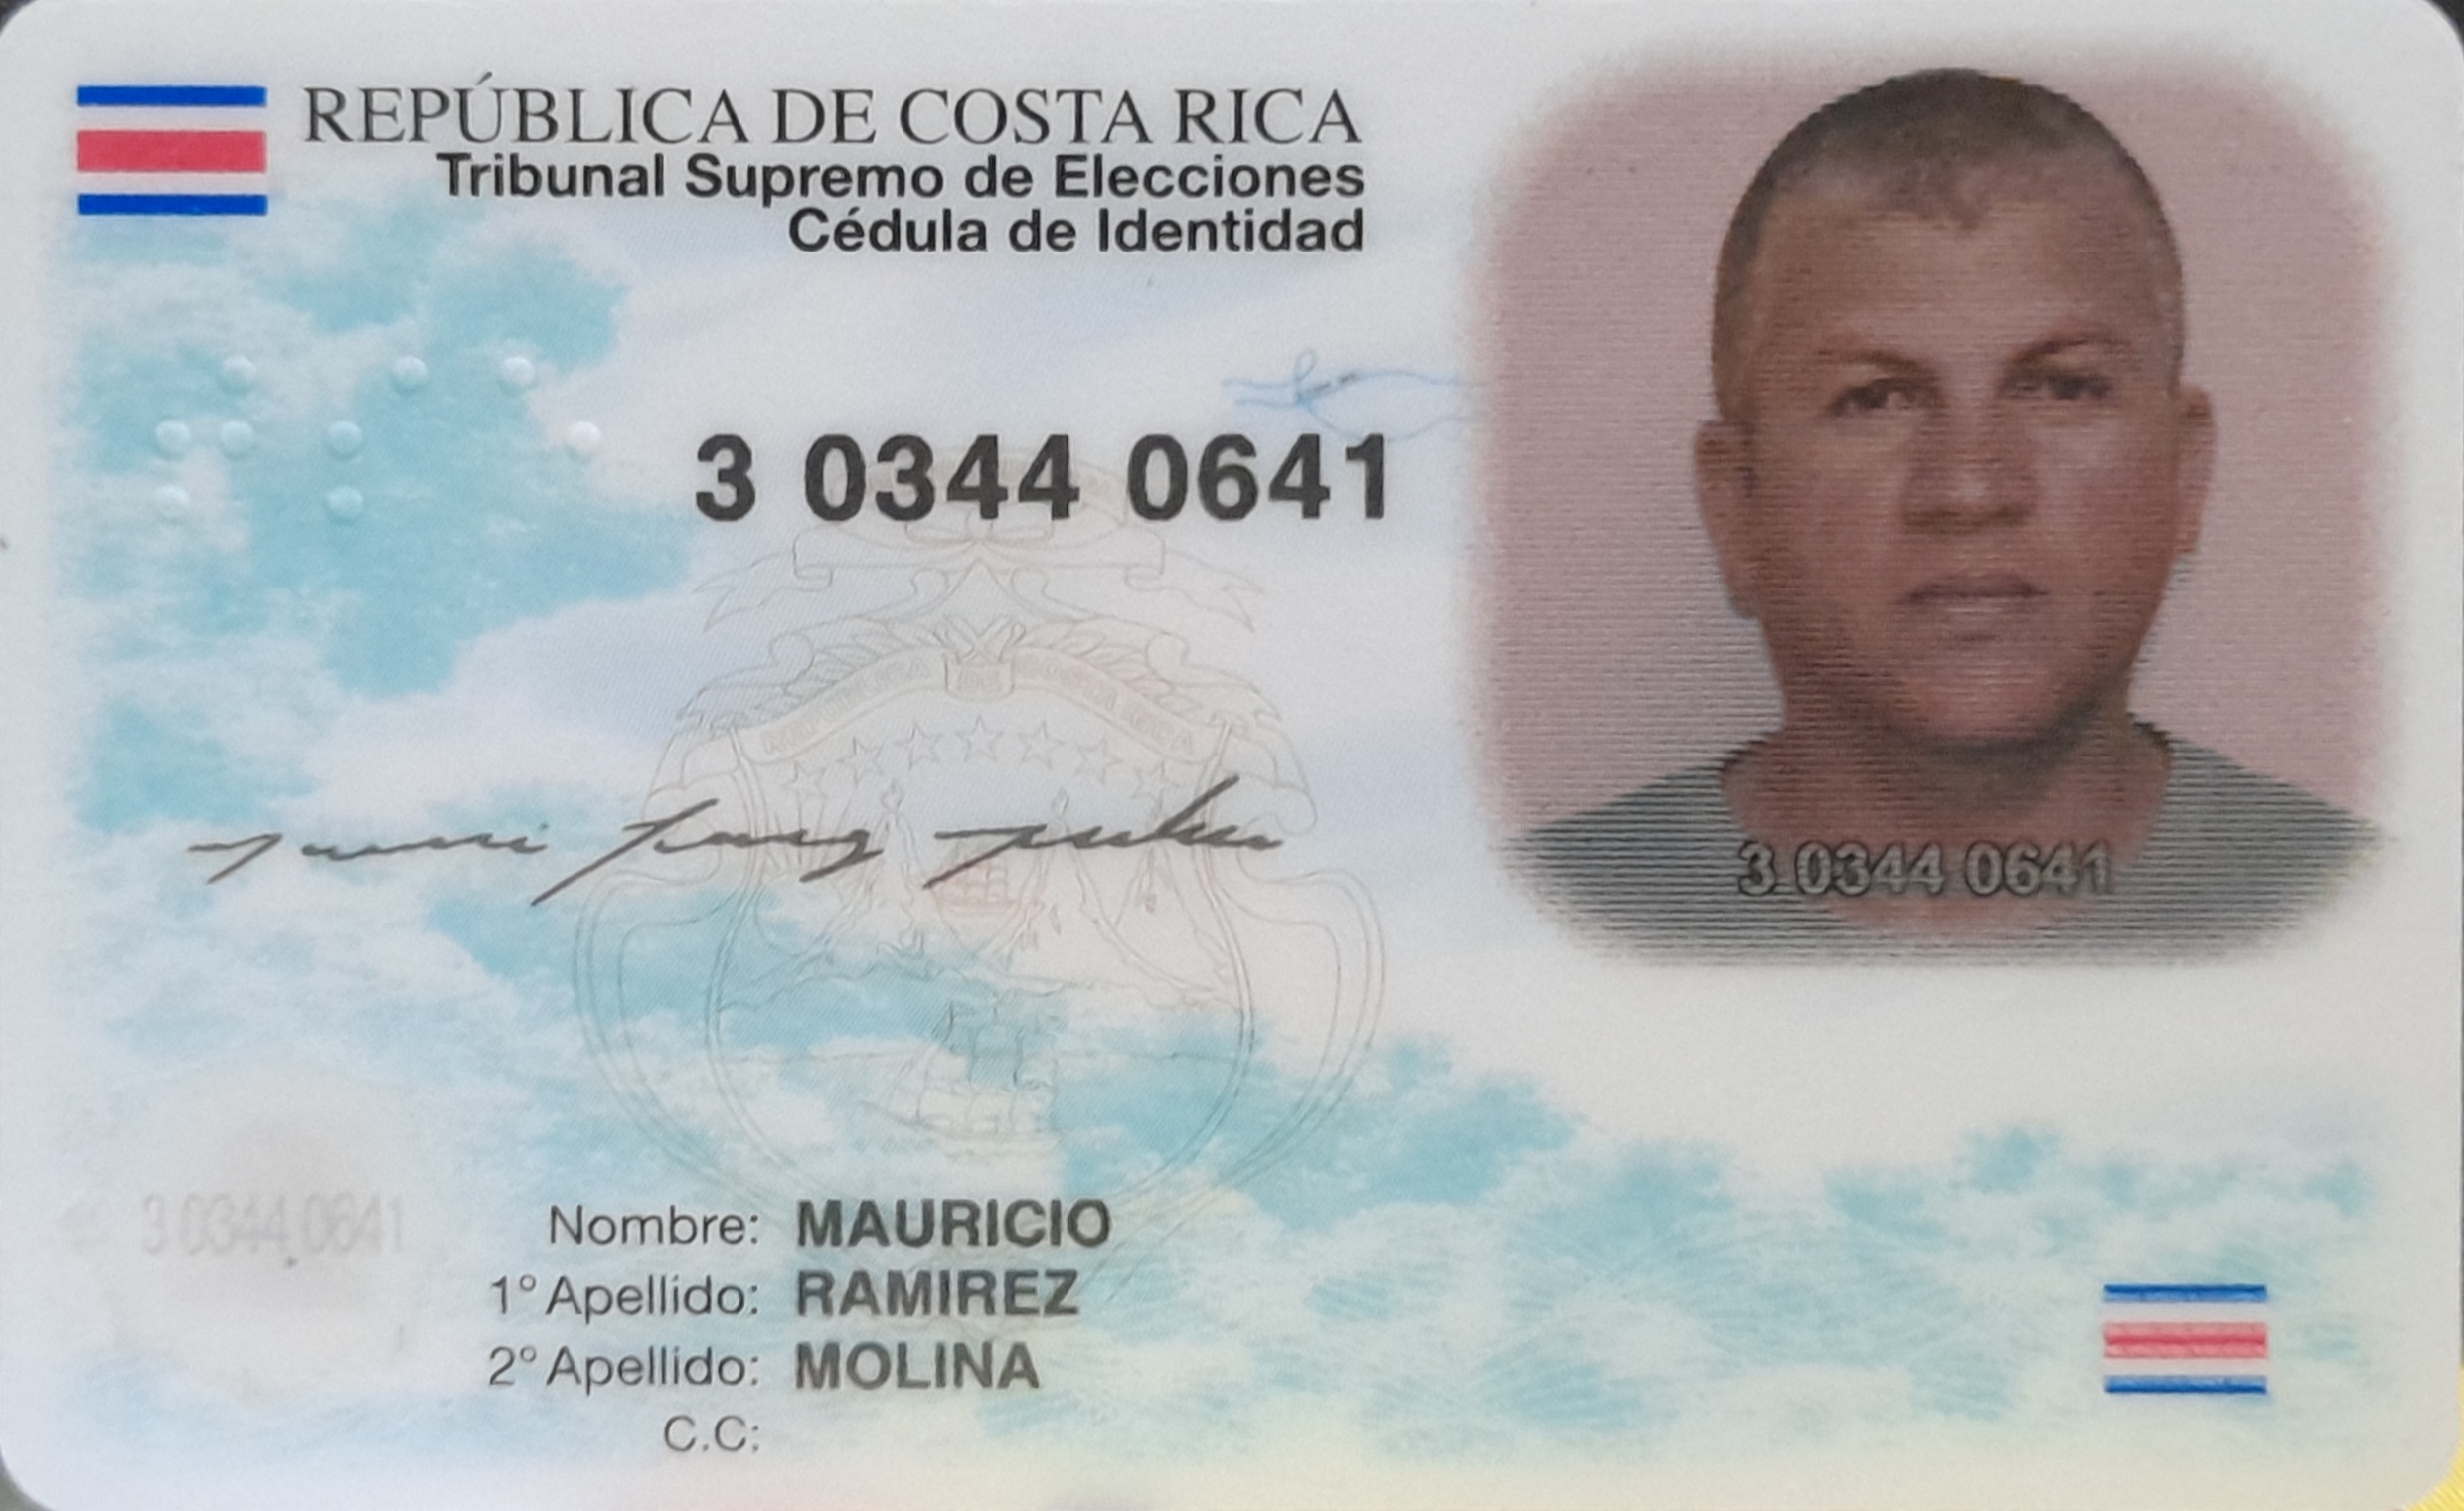 REPÚBLICA DE COSTA RICA
Tribunal Supremo de Elecciones
Cédula de Identidad
3 0344 0641
3 0344 0641
3 0344 0641
Nombre: MAURICIO
1° Apellido: RAMIREZ
2° Apellido: MOLINA
C.C: